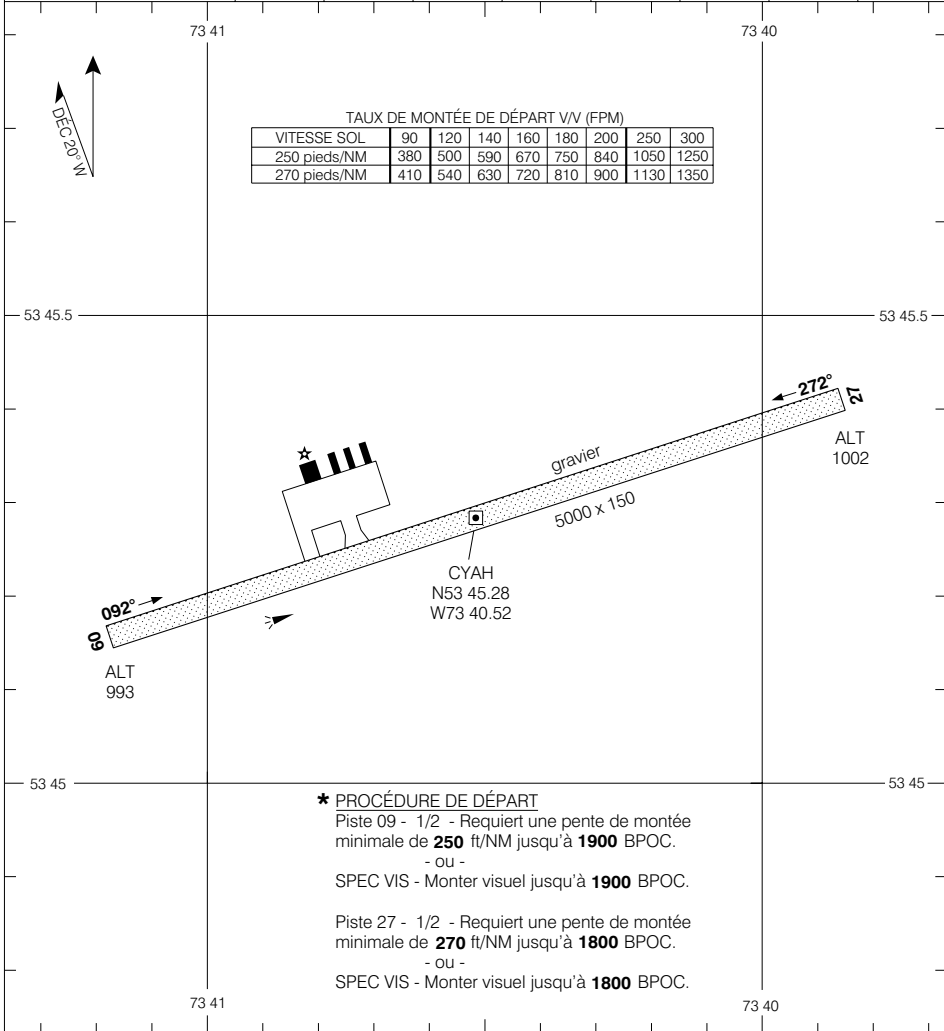 73 41
73 40
DÉC 20° W
TAUX DE MONTÉE DE DÉPART V/V (FPM)
VITESSE SOL 90 120 140 160 180 200 250 300
250 pieds/NM 380 500 590 670 750 840 1050 1250
270 pieds/NM 410 540 630 720 810 900 1130 1350
53 45.5
53 45.5
272°
27
ALT
1002
gravier
5000 x 150
CYAH
N53 45.28
W73 40.52
092°
09
ALT
993
53 45
53 45
* PROCÉDURE DE DÉPART
Piste 09 - 1/2 - Requiert une pente de montée
minimale de 250 ft/NM jusqu'à 1900 BPOC.
- ou -
SPEC VIS - Monter visuel jusqu'à 1900 BPOC.
Piste 27 - 1/2 - Requiert une pente de montée
minimale de 270 ft/NM jusqu'à 1800 BPOC.
- ou -
SPEC VIS - Monter visuel jusqu'à 1800 BPOC.
73 41
73 40